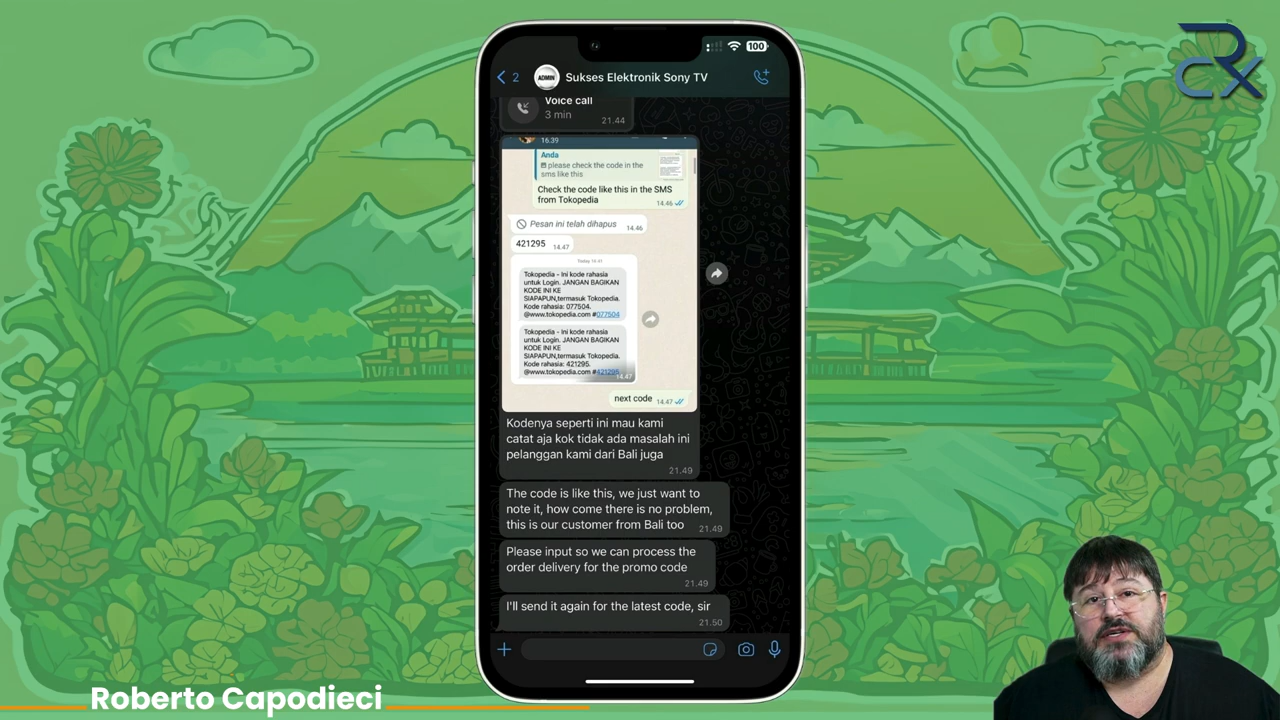 100
2
ADMIN
Sukses Elektronik Sony TV
Voice call
3 min
21.44
16.39
Anda
please check the code in the
sms like this
Check the code like this in the SMS
from Tokopedia
14.46
Pesan ini telah dihapus
14.46
421295
14.47
Tokopedia - Ini kode rahasia
untuk Login. JANGAN BAGIKAN
KODE INI KE
SIAPAPUN,termasuk Tokopedia.
Kode rahasia: 077504.
@www.tokopedia.com #077504
Tokopedia - Ini kode rahasia
untuk Login. JANGAN BAGIKAN
KODE INI KE
SIAPAPUN,termasuk Tokopedia.
Kode rahasia: 421295.
@www.tokopedia.com #421295
14.47
next code
14.47
Kodenya seperti ini mau kami
catat aja kok tidak ada masalah ini
pelanggan kami dari Bali juga
21.49
The code is like this, we just want to
note it, how come there is no problem,
this is our customer from Bali too
21.49
Please input so we can process the
order delivery for the promo code
21.49
I'll send it again for the latest code, sir
21.50
Roberto Capodieci